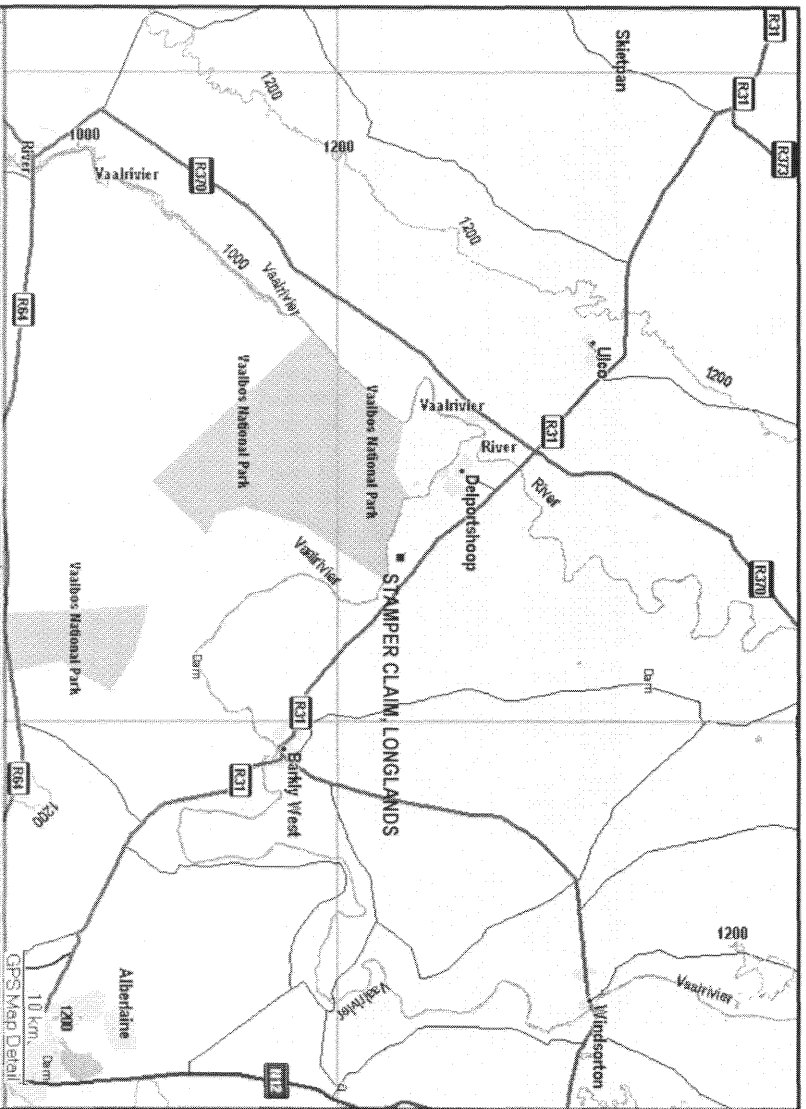 R31
R373
R31
R370
Skietpan
1200
1200
Windsorton
Vaalrivier
Dam
Ulco
R31
River
River
Delportshoop
1200
1200
Vaalrivier
STAMPER CLAIM, LONGLANDS
Vaalbos National Park
Vaalrivier
1200
Vaalrivier
Vaalrivier
R31
Barkly West
1000
Vaalbos National Park
R31
R370
Dam
Vaalrivier
Albertaine
1000
Vaalbos National Park
1200
1200
River
R64
R64
Dam
10 km
GPS Map Detail